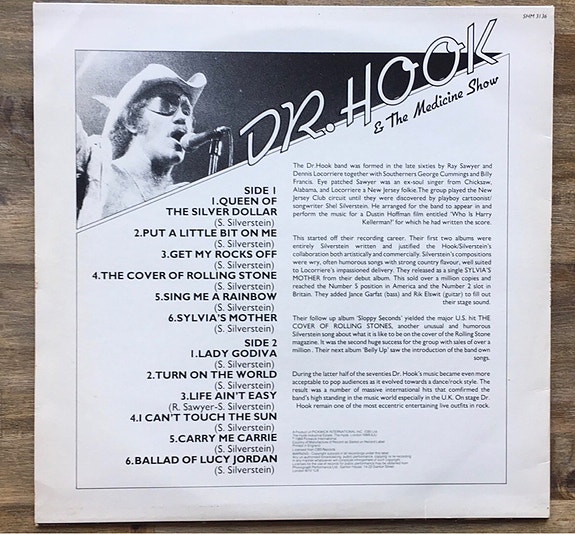 SHM 3136
DR. HOOK
& The Medicine Show
SIDE 1
1.QUEEN OF
THE SILVER DOLLAR
(S. Silverstein)
2.PUT A LITTLE BIT ON ME
(S. Silverstein)
3.GET MY ROCKS OFF
(S. Silverstein)
4.THE COVER OF ROLLING STONE
(S. Silverstein)
5.SING ME A RAINBOW
(S. Silverstein)
6.SYLVIA'S MOTHER
(S. Silverstein)
SIDE 2
1.LADY GODIVA
(S. Silverstein)
2.TURN ON THE WORLD
(S. Silverstein)
3.LIFE AIN'T EASY
(R. Sawyer-S. Silverstein)
4.I CAN'T TOUCH THE SUN
(S. Silverstein)
5.CARRY ME CARRIE
(S. Silverstein)
6.BALLAD OF LUCY JORDAN
(S. Silverstein)
The Dr.Hook band was formed in the late sixties by Ray Sawyer and
Dennis Locorriere together with Southerners George Cummings and Billy
Francis. Eye patched Sawyer was an ex-soul singer from Chicksaw,
Alabama, and Locorriere a New Jersey folkie.The group played the New
Jersey Club circuit until they were discovered by playboy cartoonist/
songwriter Shel Silverstein. He arranged for the band to appear in and
perform the music for a Dustin Hoffman film entitled 'Who Is Harry
Kellerman?' for which he had written the score.
This started off their recording career. Their first two albums were
entirely Silverstein written and justified the Hook/Silverstein's
collaboration both artistically and commercially. Silverstein's compositions
were wry, often humorous songs with strong country flavour, well suited
to Locorriere's impassioned delivery. They released a single SYLVIA'S
MOTHER from their debut album. This sold over a million copies and
reached the Number 5 position in America and the Number 2 slot in
Britain. They added Jance Garfat (bass) and Rik Elswit (guitar) to fill out
their stage sound.
Their follow up album 'Sloppy Seconds' yielded the major U.S. hit THE
COVER OF ROLLING STONES, another unusual and humorous
Silverstein song about what it is like to be on the cover of the Rolling Stone
magazine. It was the second huge success for the group with sales of over a
million . Their next album 'Belly Up' saw the introduction of the band own
songs.
During the latter half of the seventies Dr. Hook's music became even more
acceptable to pop audiences as it evolved towards a dance/rock style. The
result was a number of massive international hits that confirmed the
band's high standing in the music world especially in the U.K. On stage Dr.
Hook remain one of the most eccentric entertaining live outfits in rock.
A Product of PICKWICK INTERNATIONAL INC. (GB) Ltd.
Printed in England